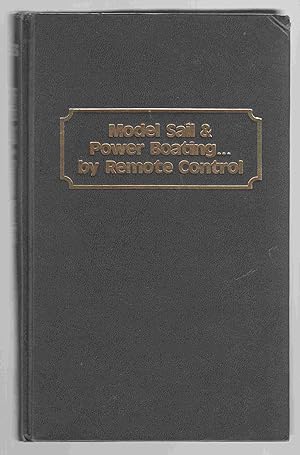 Model Sail &
Power Boating...
by Remote Control